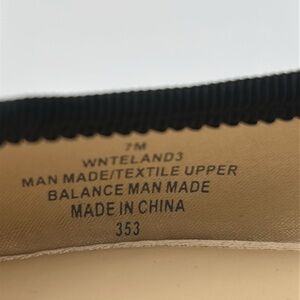 7M
WNTELAND3
MAN MADE/TEXTILE UPPER
BALANCE MAN MADE
MADE IN CHINA
353